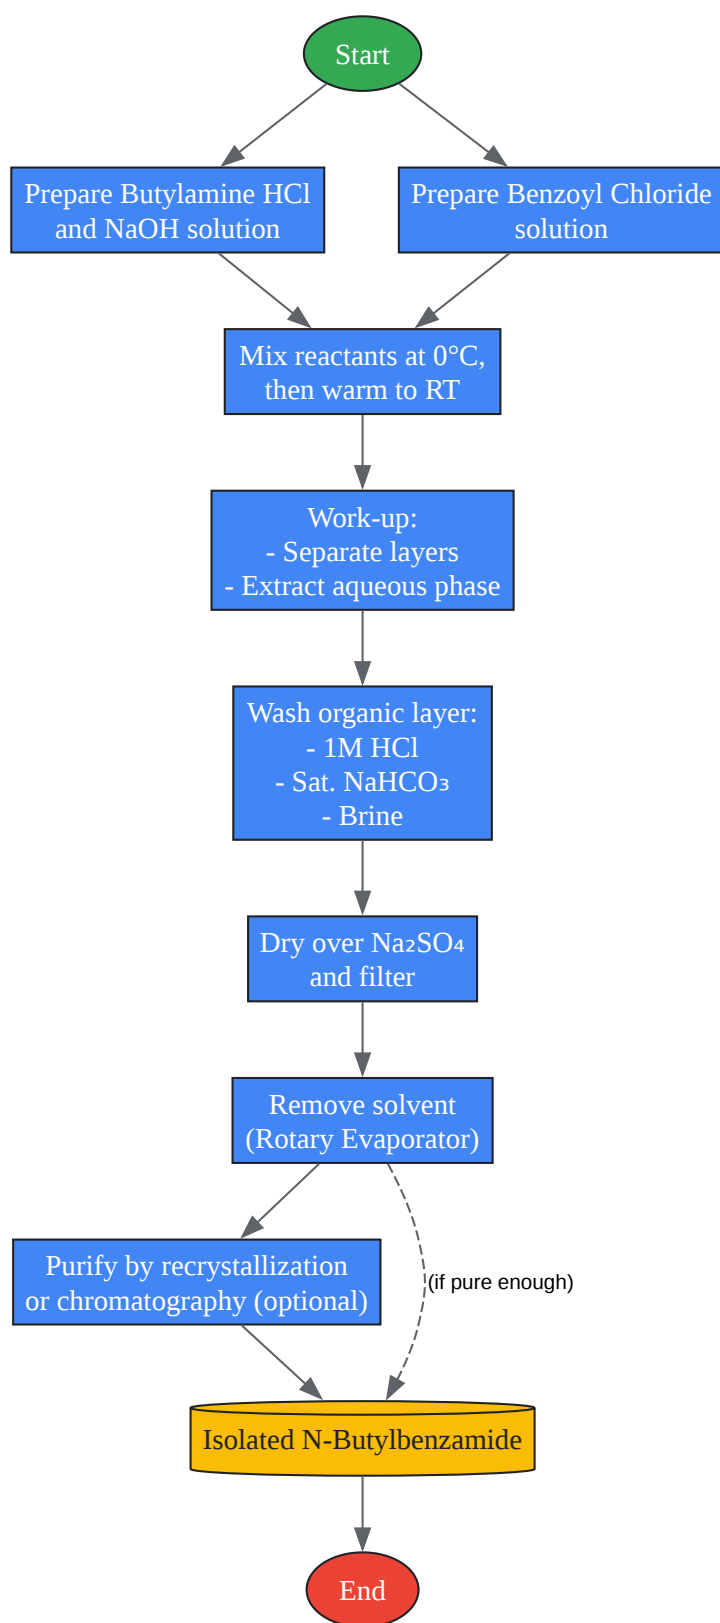 Start
Prepare Butylamine HCl
and NaOH solution
Prepare Benzoyl Chloride
solution
Mix reactants at 0°C,
then warm to RT
Work-up:
- Separate layers
- Extract aqueous phase
Wash organic layer:
- 1M HCl
- Sat. NaHCO₃
- Brine
Dry over Na₂SO₄
and filter
Remove solvent
(Rotary Evaporator)
Purify by recrystallization
or chromatography (optional)
(if pure enough)
Isolated N-Butylbenzamide
End